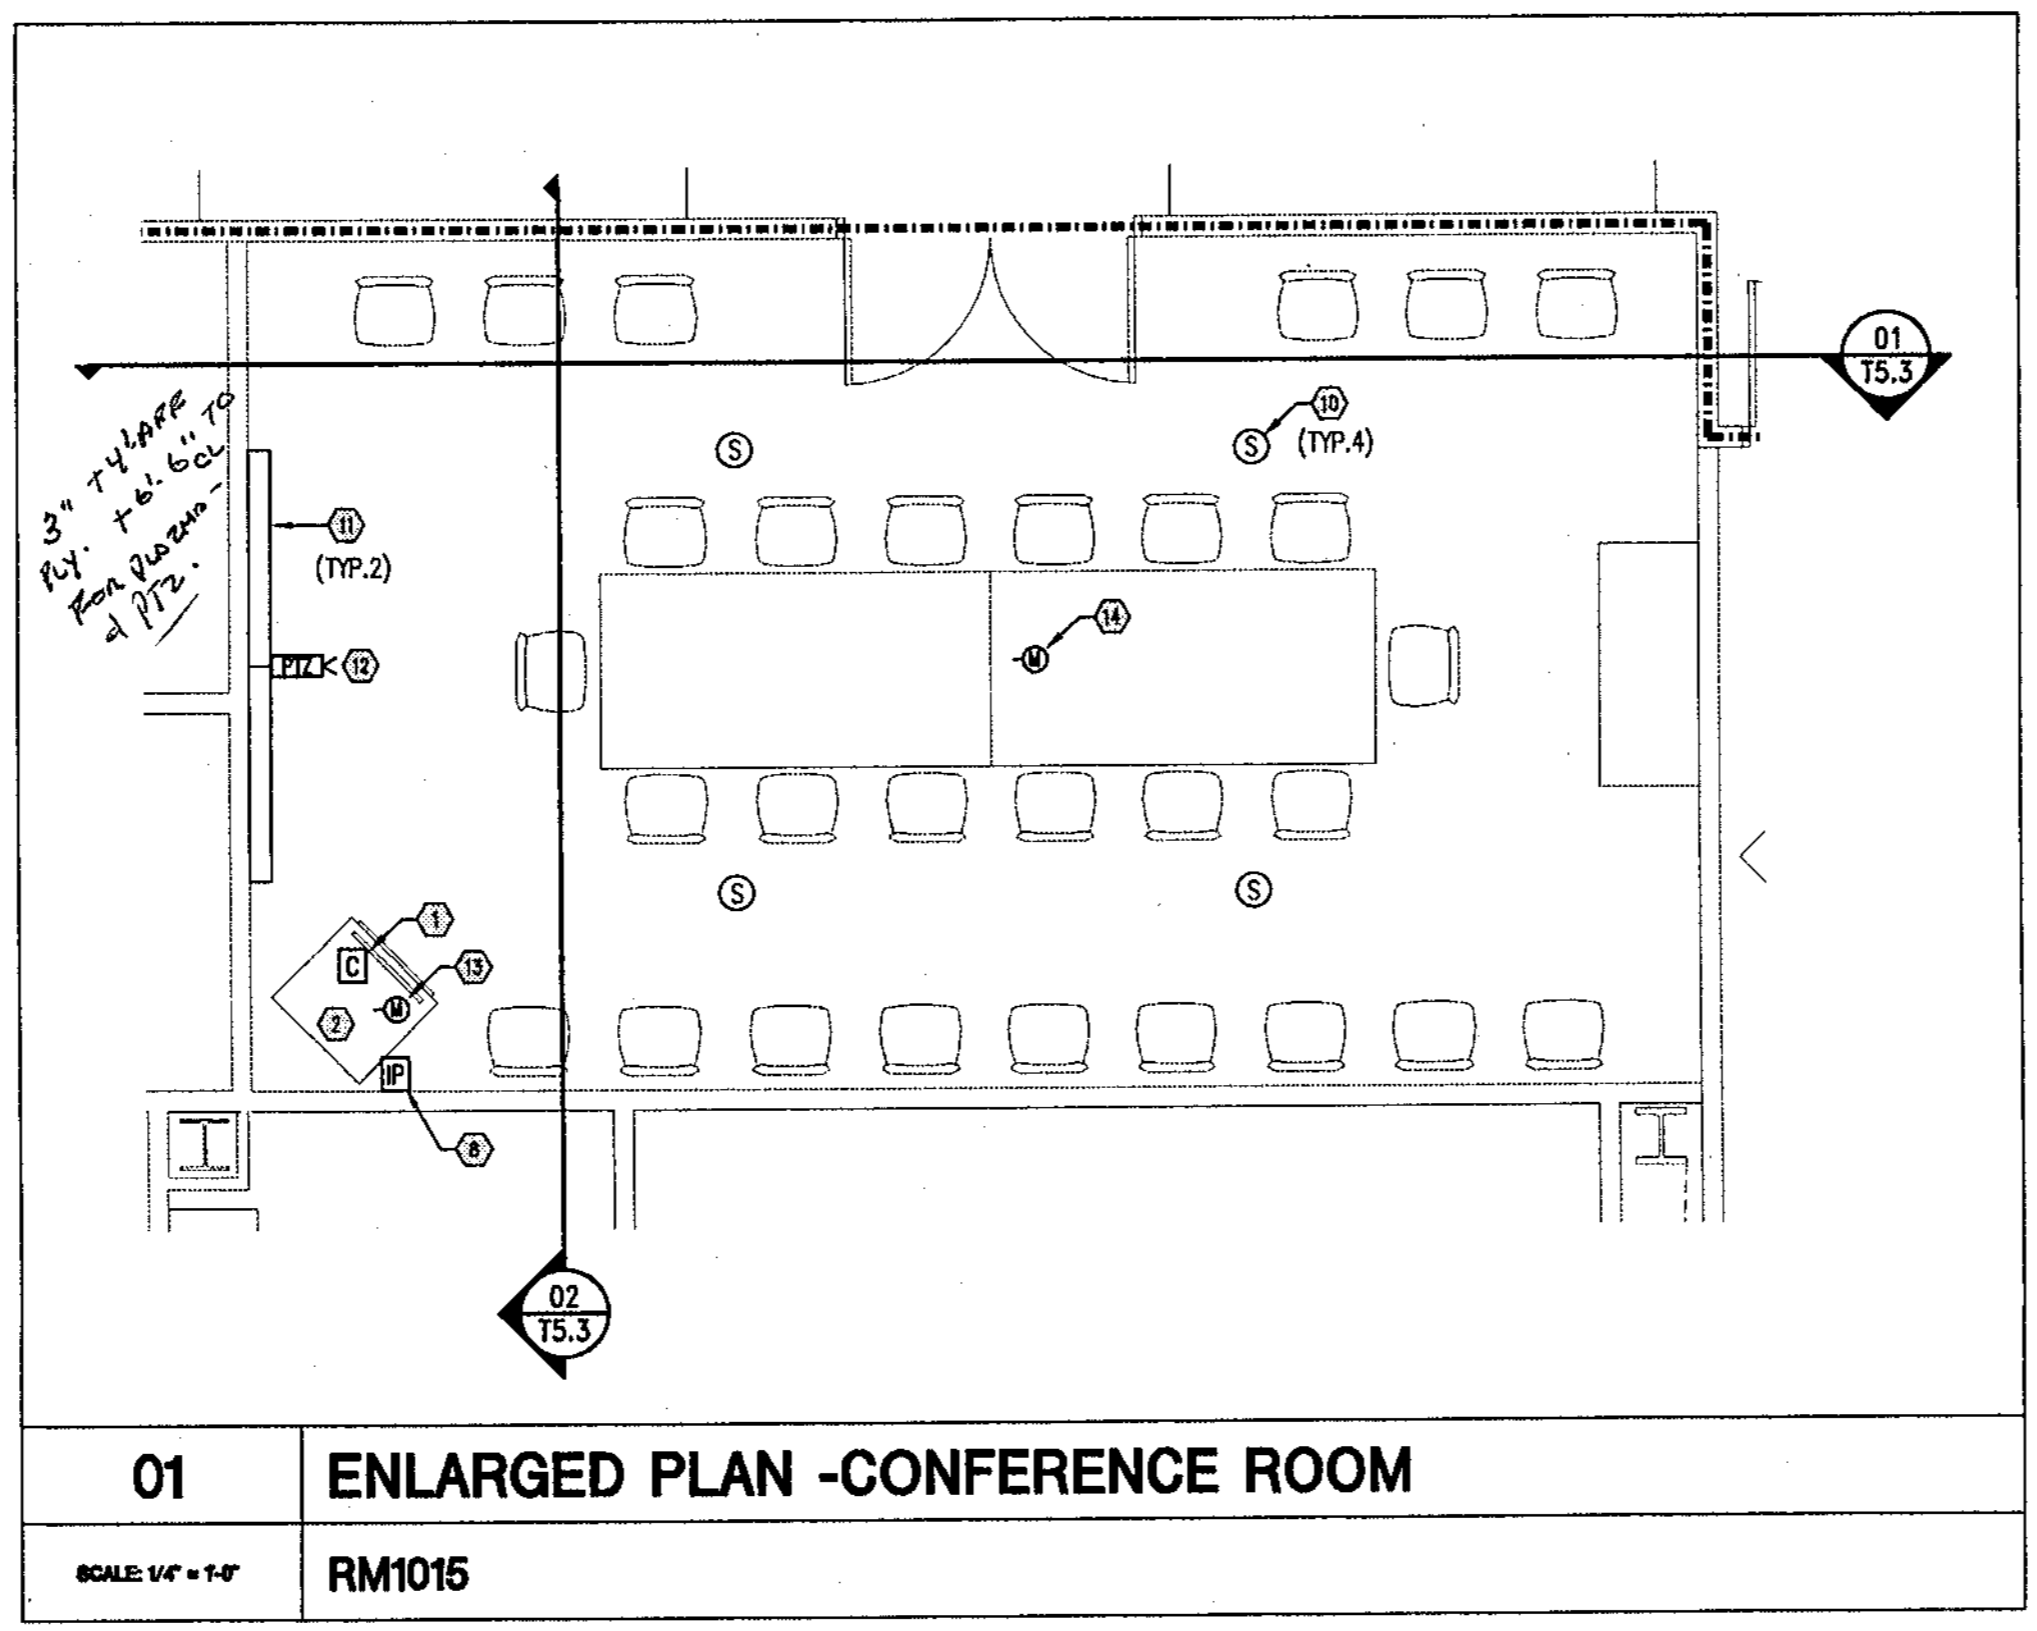 01
T5.3
10
S
S
(TYP.4)
3" + 4' AFF
+ 6'-6" TO
CL
PLY.
FOR
& PTZ.
11
(TYP.2)
14
M
PTZ
12
S
S
1
C
13
M
2
IP
8
02
T5.3
01
ENLARGED PLAN -CONFERENCE ROOM
SCALE: 1/4" = 1'-0"
RM1015